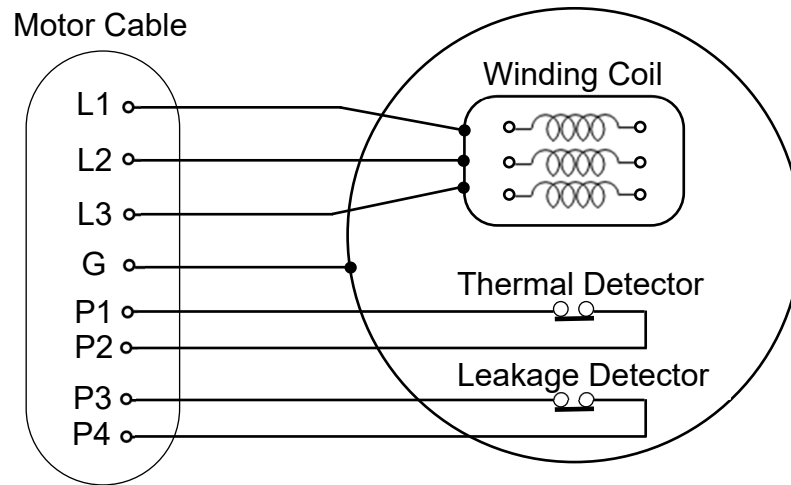 Motor Cable
Winding Coil
L1
L2
L3
G
Thermal Detector
P1
P2
Leakage Detector
P3
P4